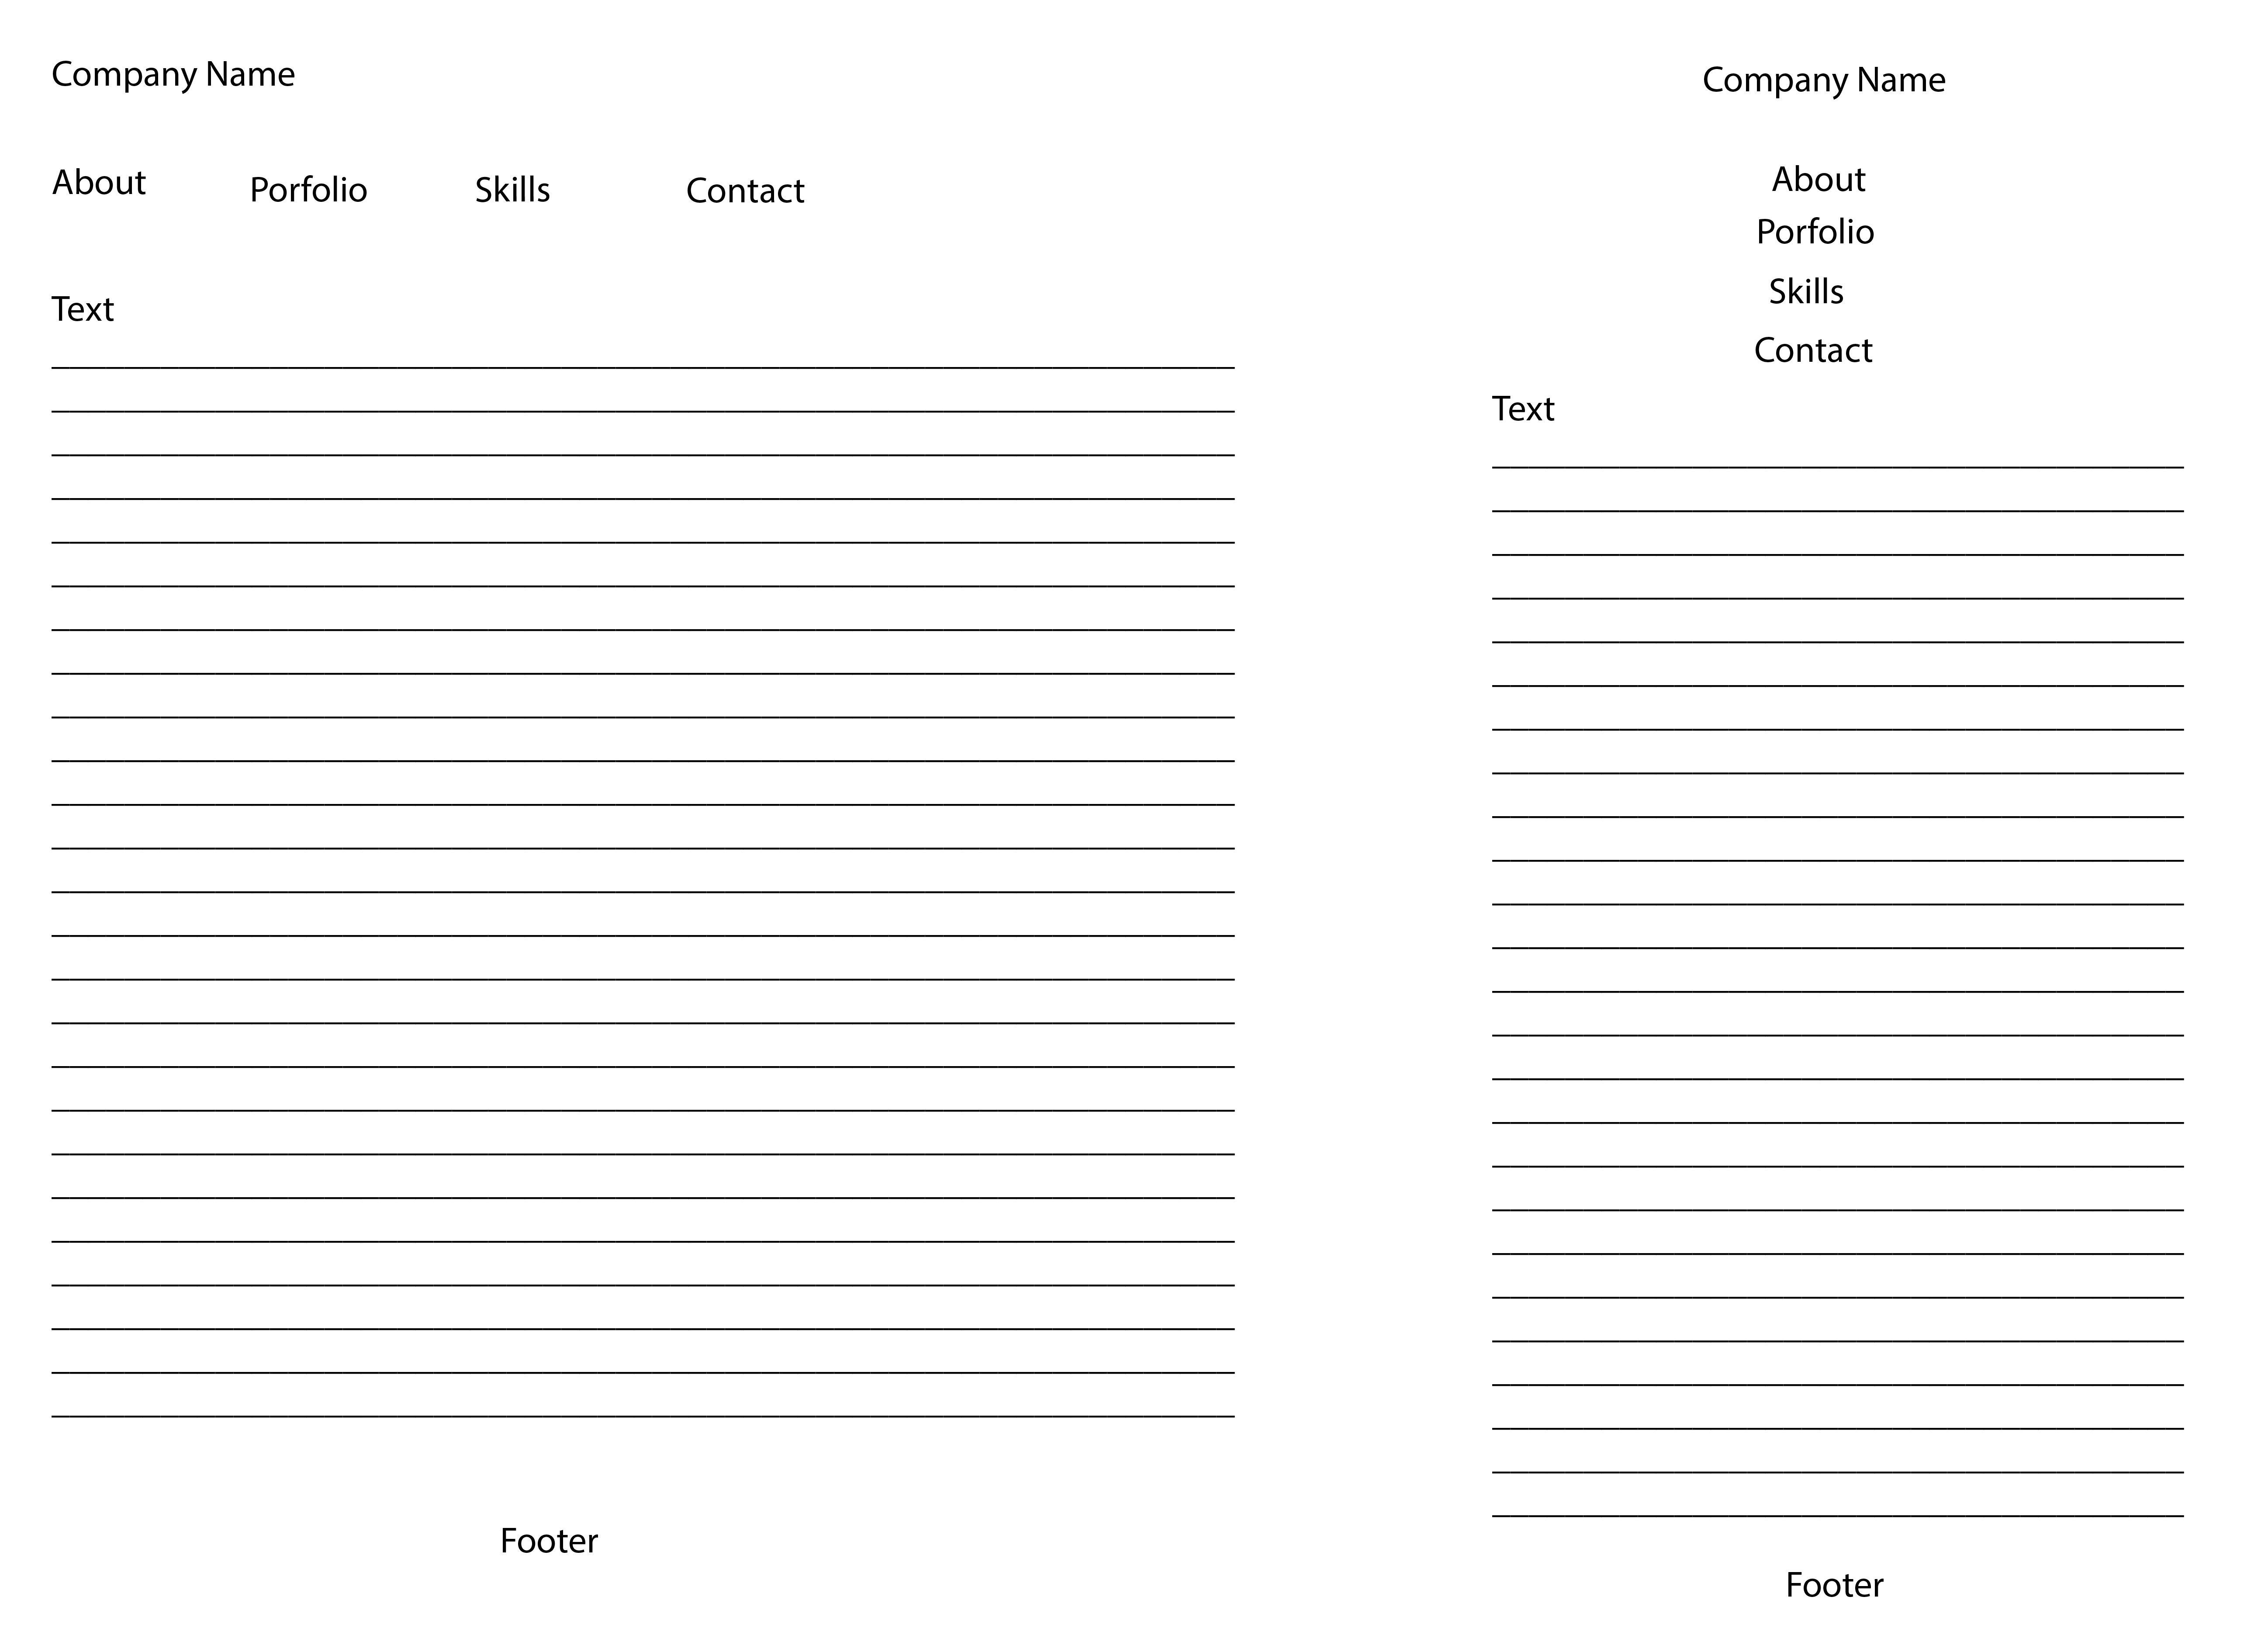 Company Name
About Porfolio Skills Contact
Text
Footer
Company Name
About
Porfolio
Skills
Contact
Text
Footer